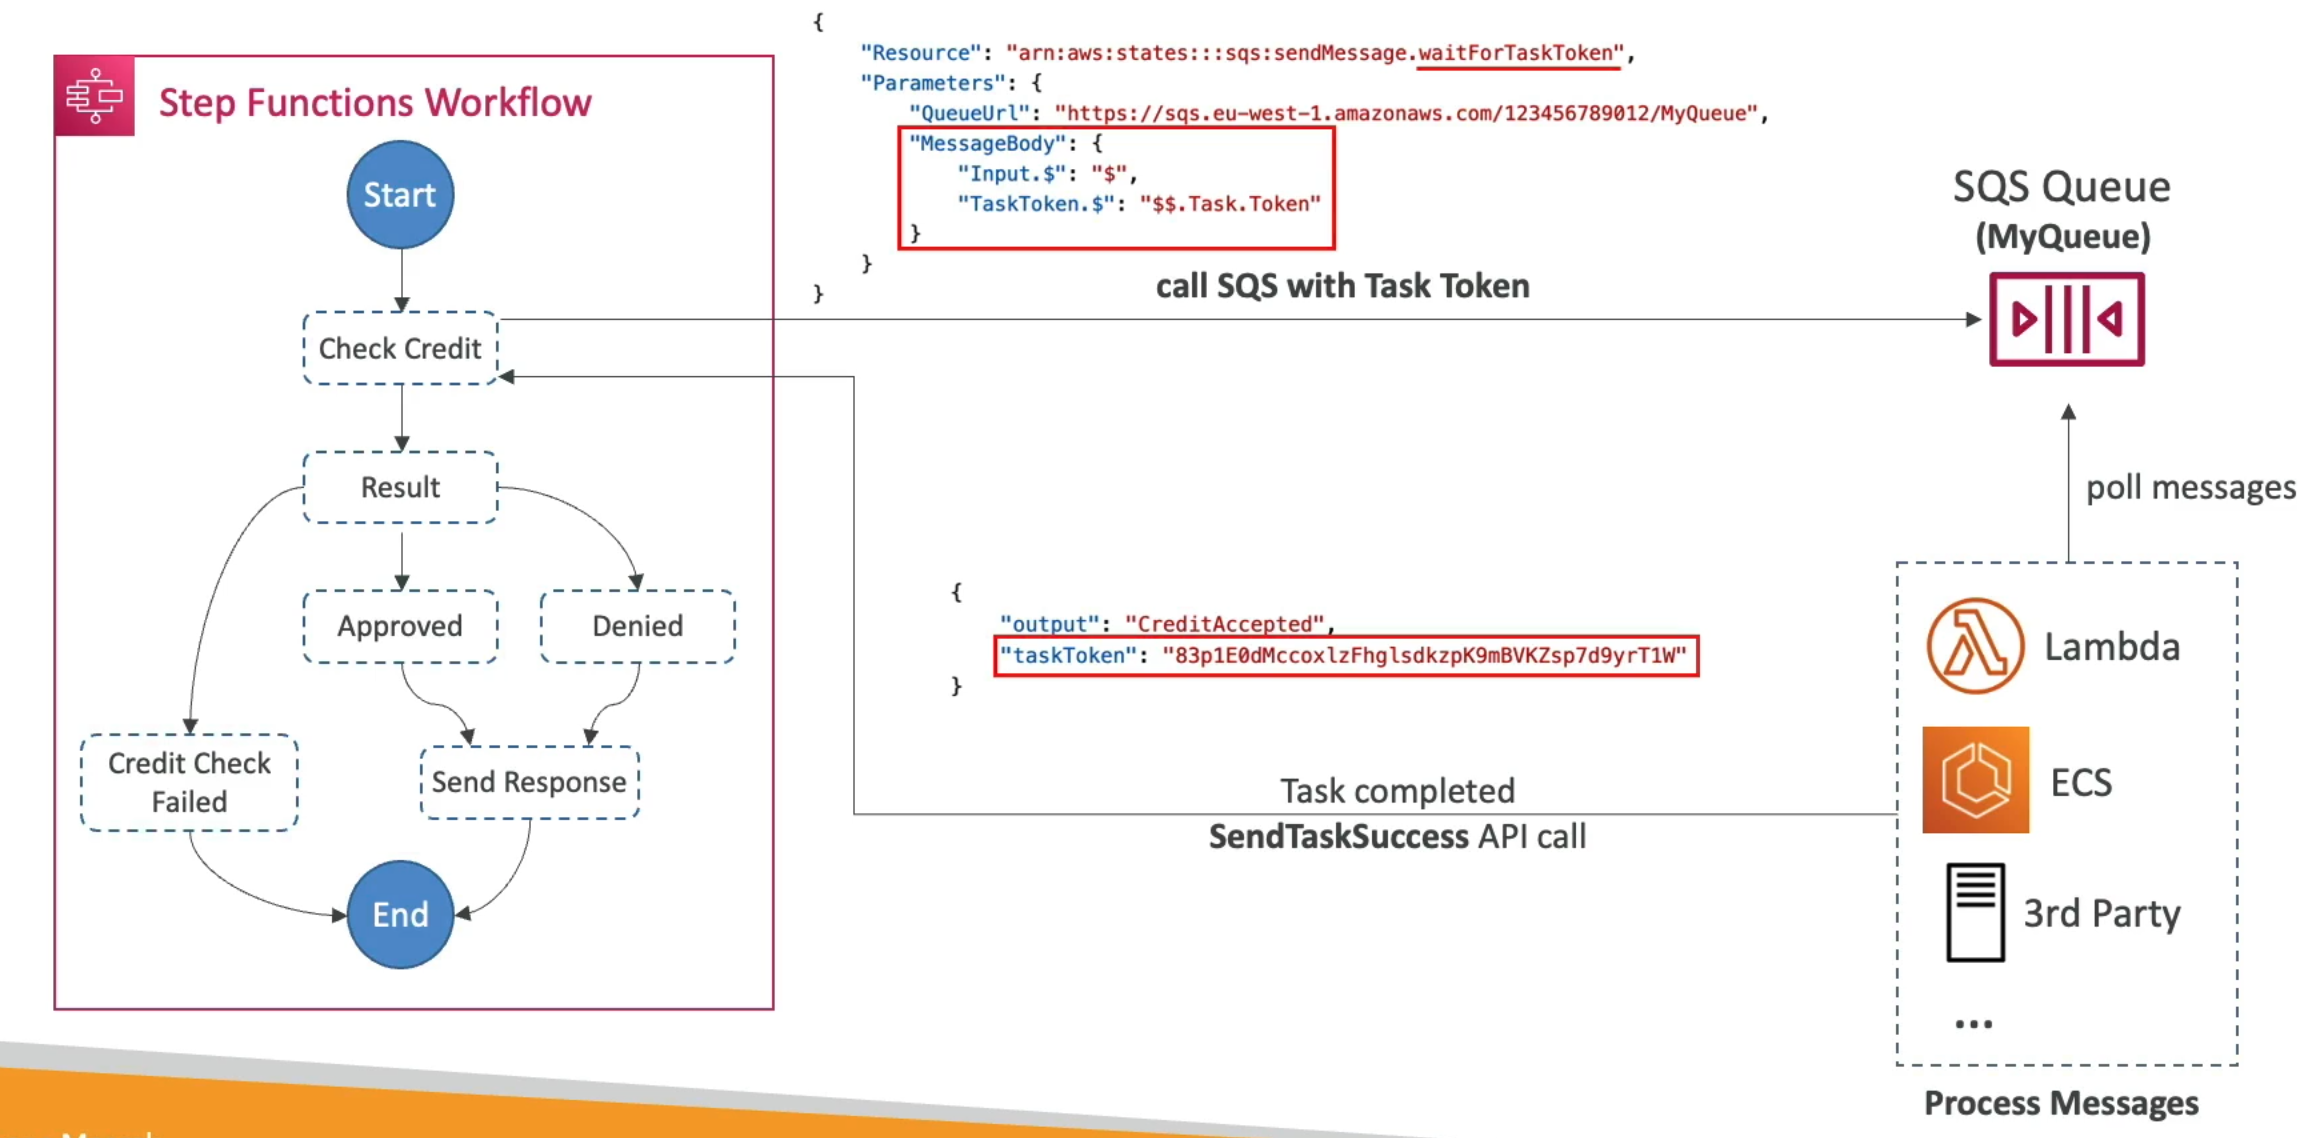 Step Functions Workflow
Start
Check Credit
Result
Approved
Denied
Credit Check
Failed
Send Response
End
{
"Resource": "arn:aws:states:::sqs:sendMessage.waitForTaskToken",
"Parameters": {
"QueueUrl": "https://sqs.eu-west-1.amazonaws.com/123456789012/MyQueue",
"MessageBody": {
"Input.$": "$",
"TaskToken.$": "$$.Task.Token"
}
}
}
call SQS with Task Token
SQS Queue
(MyQueue)
poll messages
{
"output": "CreditAccepted",
"taskToken": "83p1E0dMccoxlzFhglsdkzpK9mBVKZsp7d9yrT1W"
}
Task completed
SendTaskSuccess API call
Lambda
ECS
3rd Party
...
Process Messages